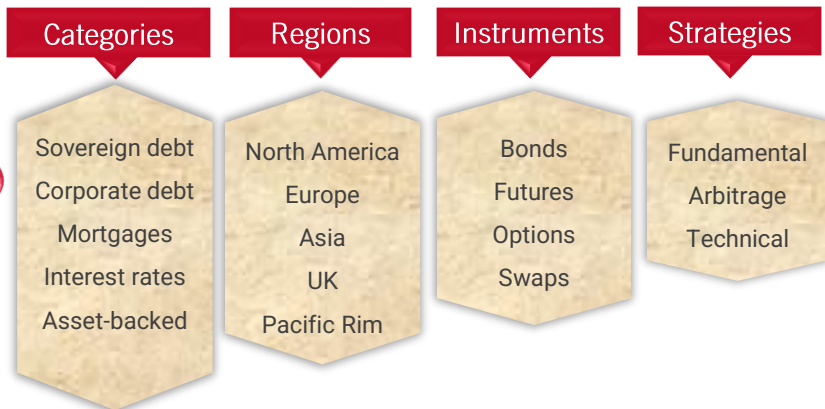 Categories
Sovereign debt
Corporate debt
Mortgages
Interest rates
Asset-backed
Regions
North America
Europe
Asia
UK
Pacific Rim
Instruments
Bonds
Futures
Options
Swaps
Strategies
Fundamental
Arbitrage
Technical